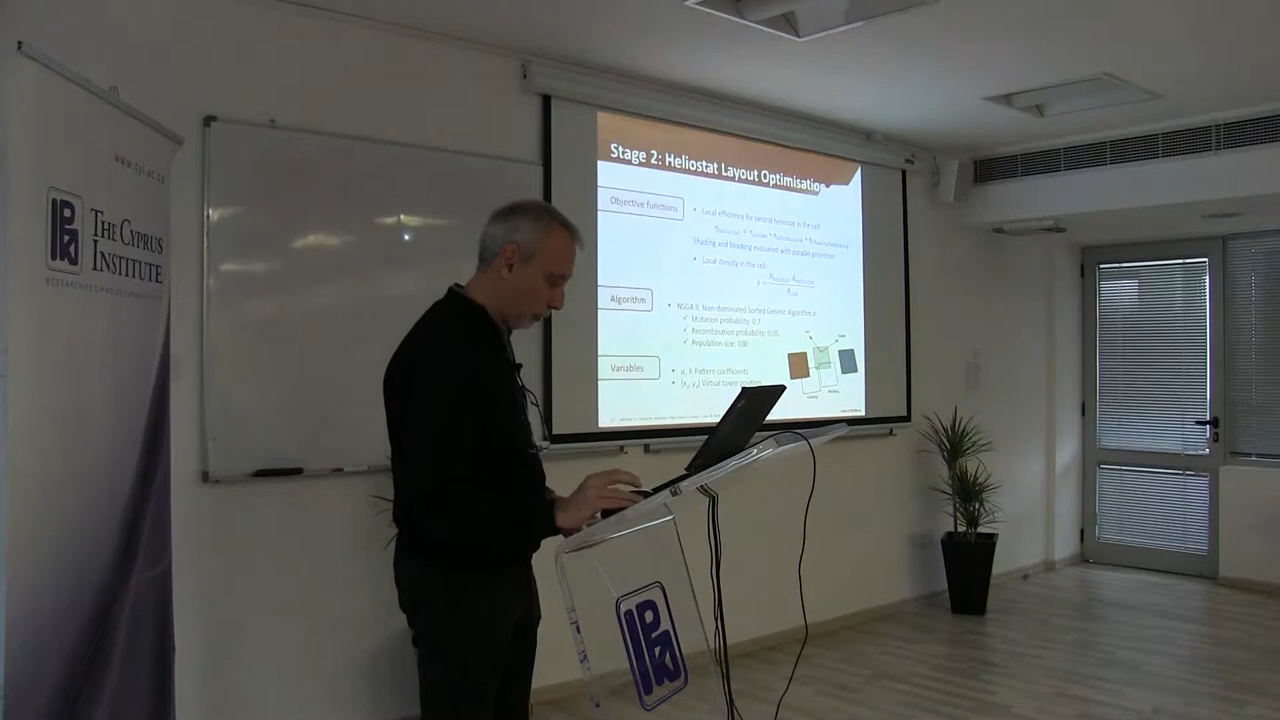 www.cyi.ac.cy
THE CYPRUS
INSTITUTE
Stage 2: Heliostat Layout Optimisation
Objective functions
• Local efficiency for central heliostat in the cell
Shading and blocking evaluated with parallel projection
• Local density in the cell:
Algorithm
• NSGA II: Non-dominated Sorted Genetic Algorithm II
✓ Mutation probability: 0.7
✓ Recombination probability: 0.05
✓ Population size: 100
Variables
• a, b Pattern coefficients
• Virtual tower position